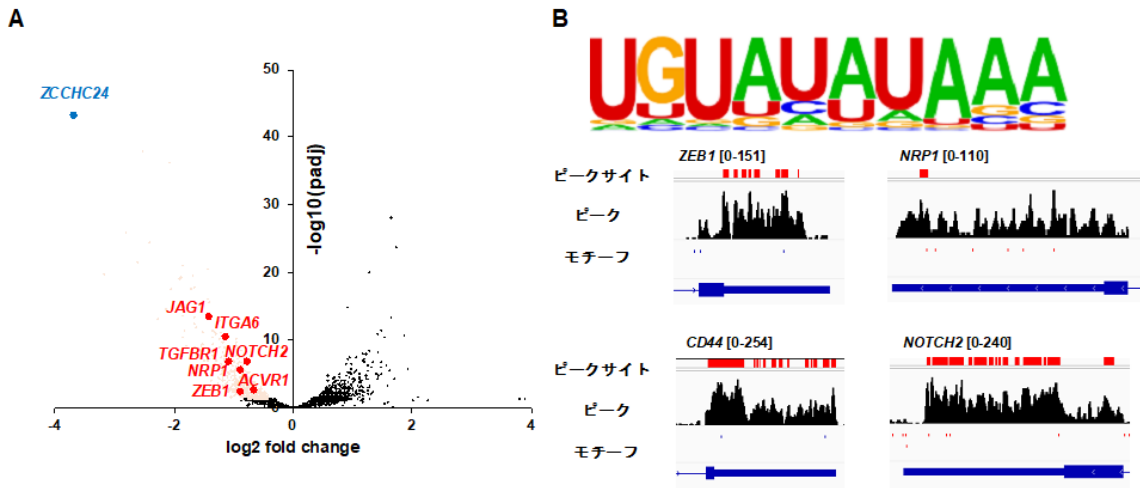 A
ZCCHC24
50
40
30
20
10
0
-log10(padj)
JAG1
ITGA6
TGFBR1 NOTCH2
NRP1
ACVR1
ZEB1
-4
-2
0
2
4
log2 fold change
B
UGUAUAUAAA
ZEB1 [0-151]
NRP1 [0-110]
ピークサイト
ピーク
モチーフ
CD44 [0-254]
NOTCH2 [0-240]
ピークサイト
ピーク
モチーフ